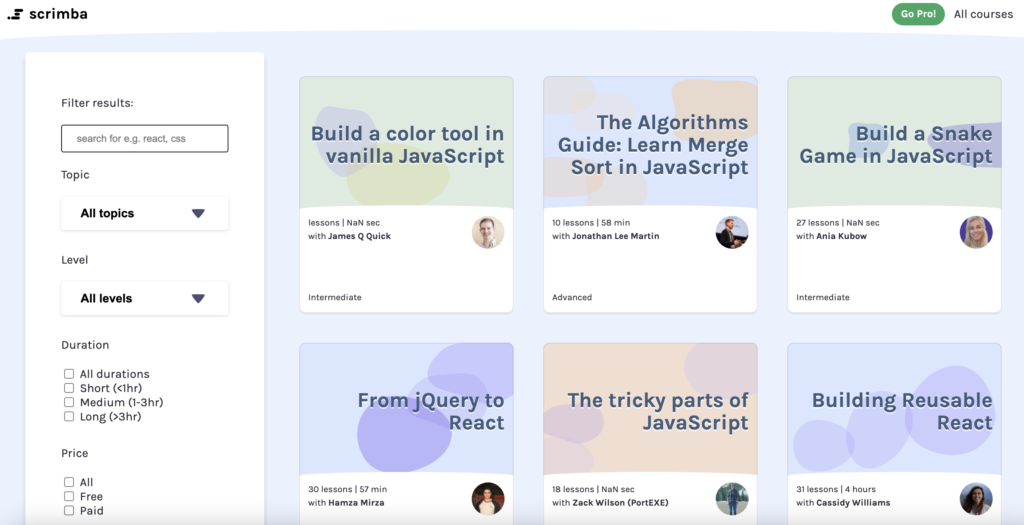 scrimba
Go Pro!
All courses
Filter results:
search for e.g. react, css
Topic
All topics
Level
All levels
Duration
All durations
Short (<1hr)
Medium (1-3hr)
Long (>3hr)
Price
All
Free
Paid
Build a color tool in
vanilla JavaScript
lessons | NaN sec
with James Q Quick
Intermediate
The Algorithms
Guide: Learn Merge
Sort in JavaScript
10 lessons | 58 min
with Jonathan Lee Martin
Advanced
Build a Snake
Game in JavaScript
27 lessons | NaN sec
with Ania Kubow
Intermediate
From jQuery to
React
30 lessons | 57 min
with Hamza Mirza
The tricky parts of
JavaScript
18 lessons | NaN sec
with Zack Wilson (PortEXE)
Building Reusable
React
31 lessons | 4 hours
with Cassidy Williams